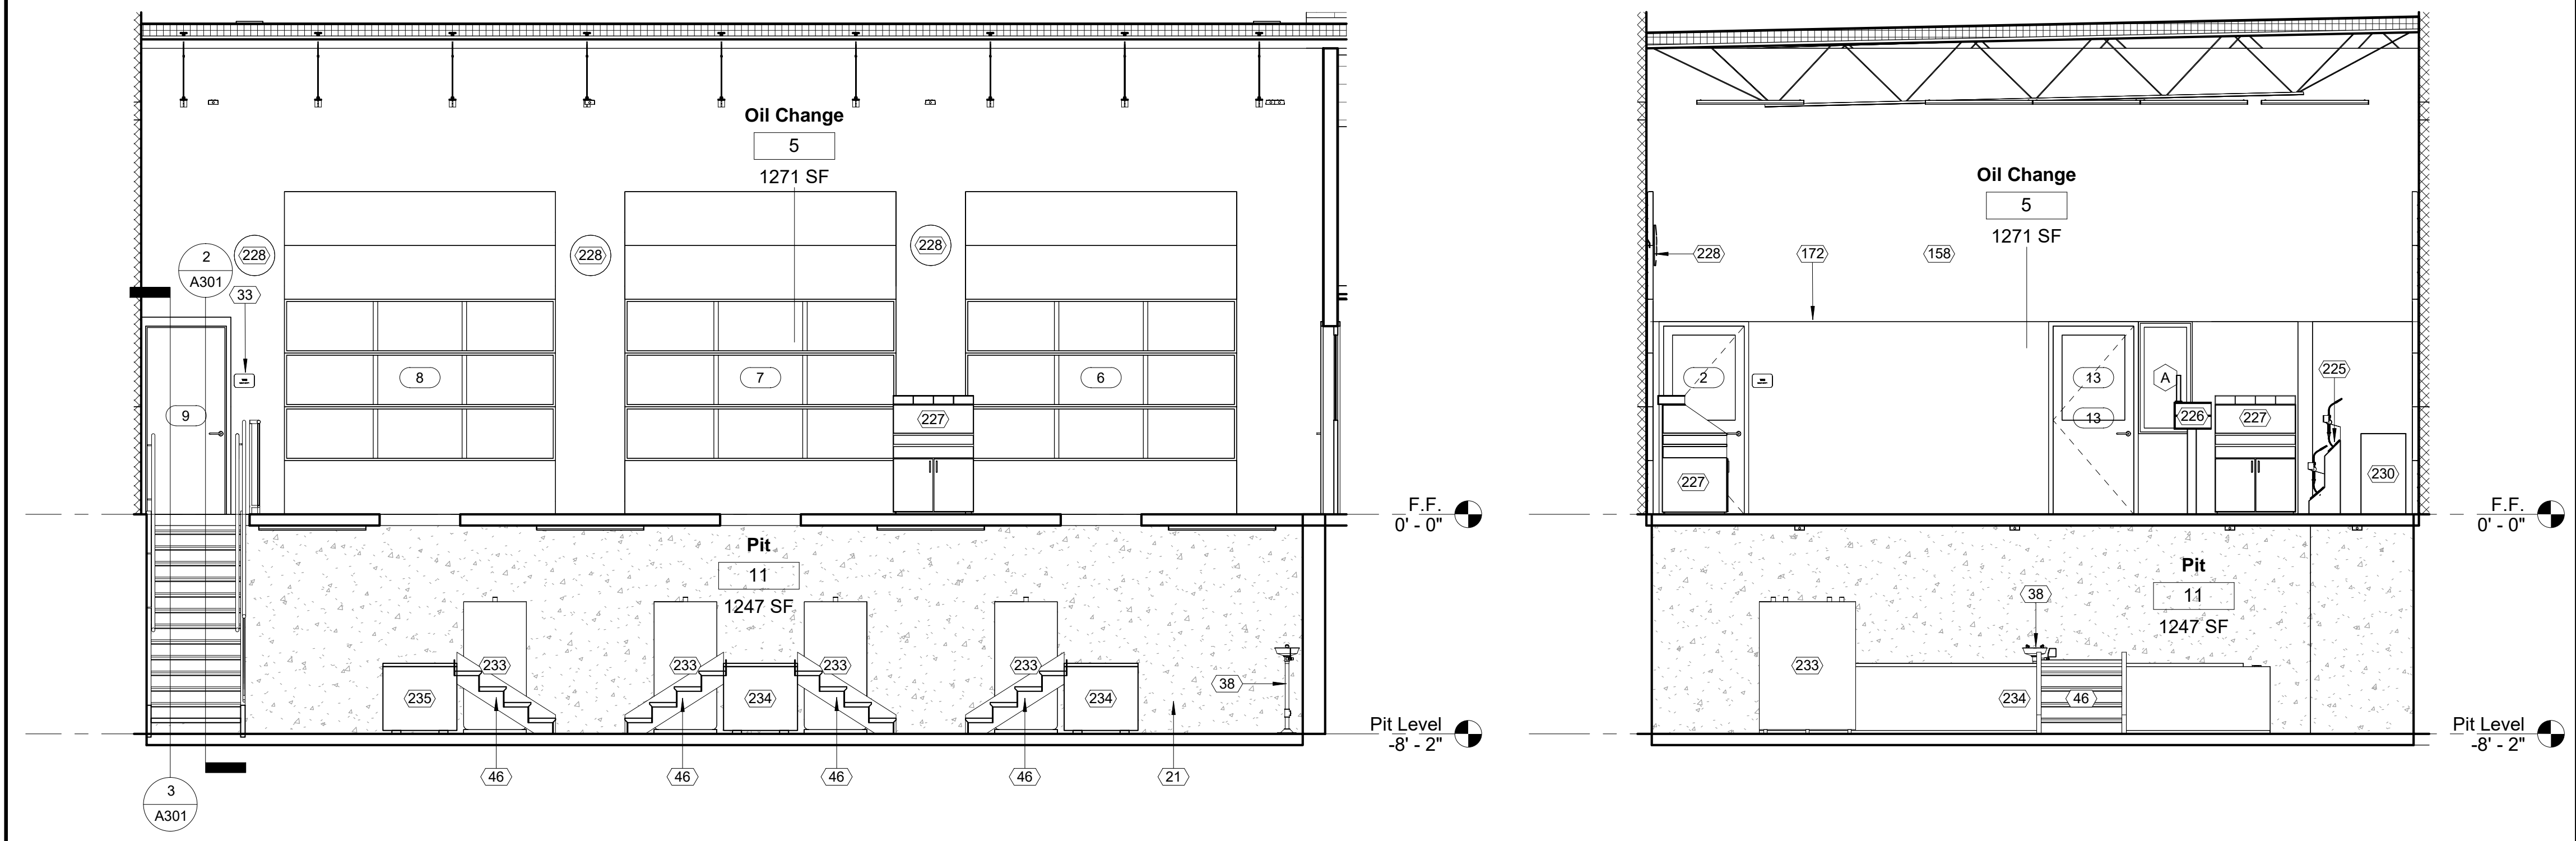 Oil Change
5
1271 SF
228
228
228
2
A301
33
8
7
6
9
227
F.F.
0' - 0"
Pit
11
1247 SF
233
233
233
233
235
234
234
38
Pit Level
-8' - 2"
46
46
46
46
21
3
A301
Oil Change
5
1271 SF
228
172
158
2
13
A
225
13
226
227
227
230
F.F.
0' - 0"
Pit
11
1247 SF
38
233
234
46
Pit Level
-8' - 2"